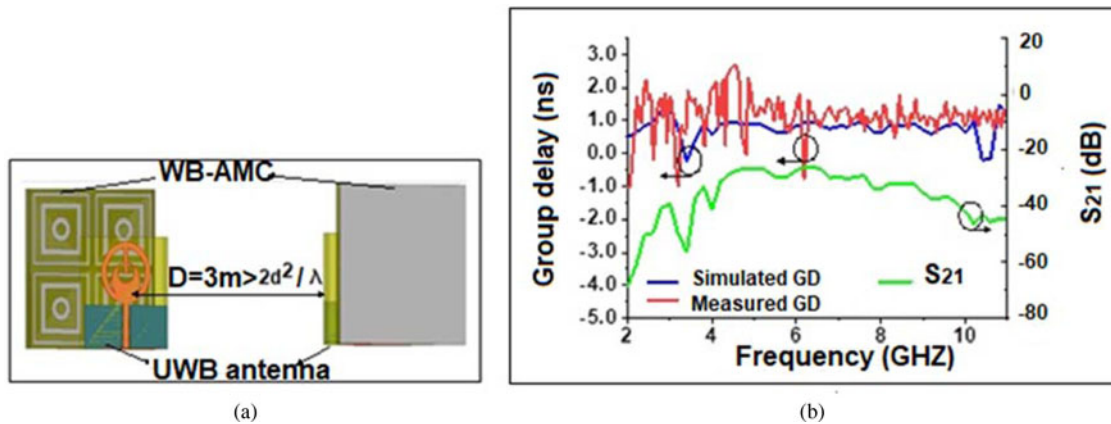 WB-AMC
D=3m>2d²/λ
UWB antenna
(a)
(b)
Group delay (ns)
3.0
2.0
1.0
0.0
-1.0
-2.0
-3.0
-4.0
-5.0
Simulated GD
Measured GD
S21
2
4
6
8
10
Frequency (GHZ)
20
0
-20
-40
-60
-80
S21 (dB)